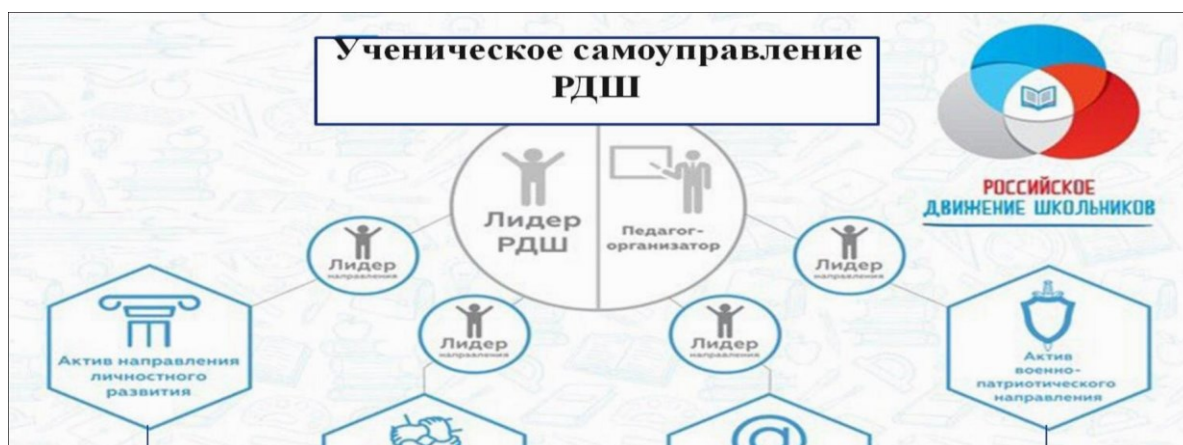 Ученическое самоуправление
РДШ
РОССИЙСКОЕ
ДВИЖЕНИЕ ШКОЛЬНИКОВ
Лидер
РДШ
Педагог-
организатор
Лидер
направления
Лидер
направления
Лидер
направления
Лидер
направления
Актив направления
личностного
развития
Актив
военно-
патриотического
направления
@